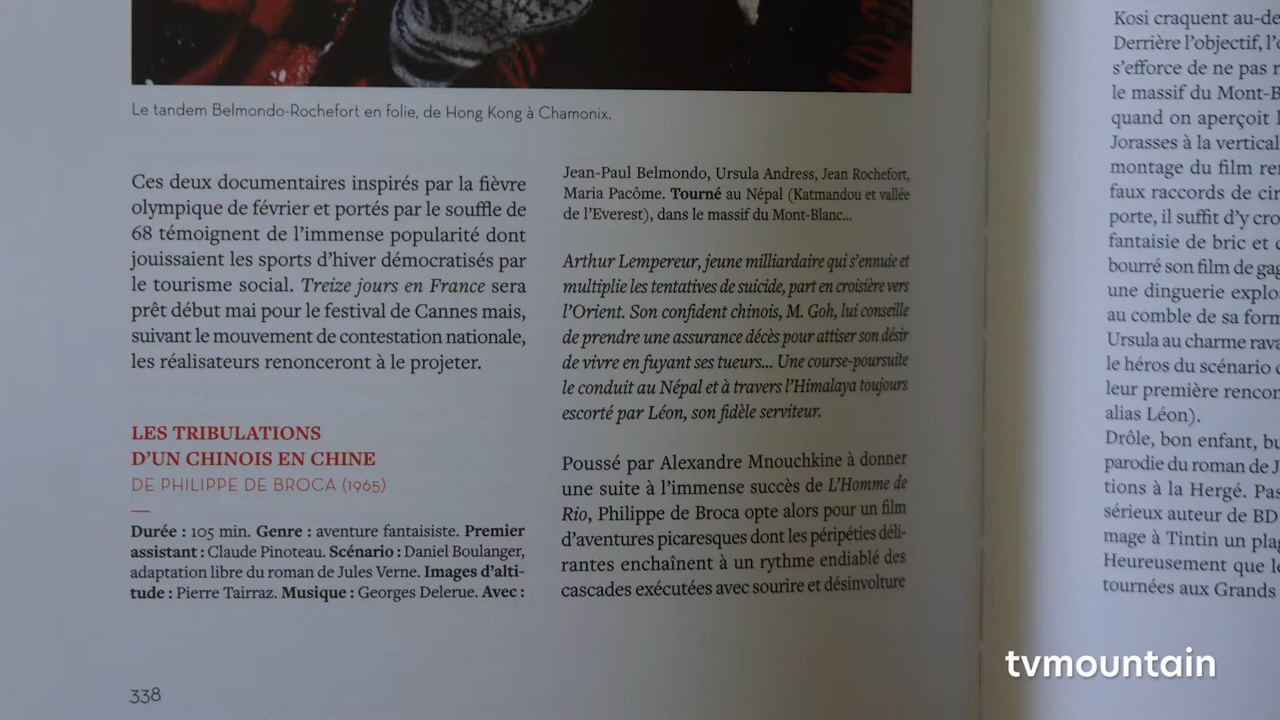 Le tandem Belmondo-Rochefort en folie, de Hong Kong à Chamonix.
Ces deux documentaires inspirés par la fièvre
olympique de février et portés par le souffle de
68 témoignent de l'immense popularité dont
jouissaient les sports d'hiver démocratisés par
le tourisme social. Treize jours en France sera
prêt début mai pour le festival de Cannes mais,
suivant le mouvement de contestation nationale,
les réalisateurs renonceront à le projeter.
LES TRIBULATIONS
D'UN CHINOIS EN CHINE
DE PHILIPPE DE BROCA (1965)
Durée : 105 min. Genre : aventure fantaisiste. Premier
assistant : Claude Pinoteau. Scénario : Daniel Boulanger,
adaptation libre du roman de Jules Verne. Images d'alti-
tude : Pierre Tairraz. Musique : Georges Delerue. Avec :
Jean-Paul Belmondo, Ursula Andress, Jean Rochefort,
Maria Pacôme. Tourné au Népal (Katmandou et vallée
de l'Everest), dans le massif du Mont-Blanc...
Arthur Lempereur, jeune milliardaire qui s'ennuie et
multiplie les tentatives de suicide, part en croisière vers
l'Orient. Son confident chinois, M. Goh, lui conseille
de prendre une assurance décès pour attiser son désir
de vivre en fuyant ses tueurs... Une course-poursuite
le conduit au Népal et à travers l'Himalaya toujours
escorté par Léon, son fidèle serviteur.
Poussé par Alexandre Mnouchkine à donner
une suite à l'immense succès de L'Homme de
Rio, Philippe de Broca opte alors pour un film
d'aventures picaresques dont les péripéties déli-
rantes enchaînent à un rythme endiablé des
cascades exécutées avec sourire et désinvolture
338
Kosi craquent au-de
Derrière l'objectif, l'
s'efforce de ne pas
le massif du Mont-B
quand on aperçoit
Jorasses à la vertical
montage du film
faux raccords de
porte, il suffit d'y
fantaisie de bric et
bourré son film de
une dinguerie
au comble de sa
Ursula au charme
le héros du scénario
leur première
alias Léon).
Drôle, bon enfant,
parodie du roman de
tions à la Hergé.
sérieux auteur de BD
mage à Tintin un
Heureusement que
tournées aux Grands
tvmountain